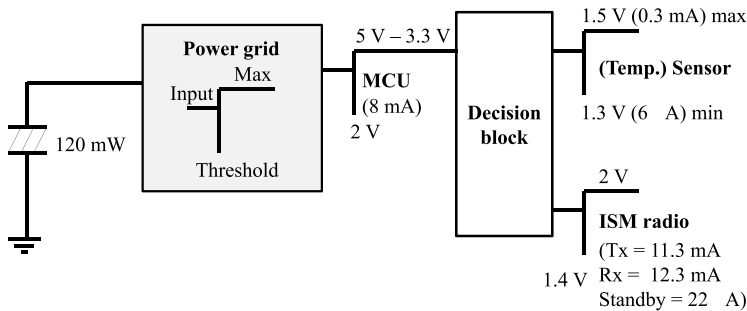 120 mW
Power grid
Max
Input
Threshold
5 V – 3.3 V
MCU
(8 mA)
2 V
Decision
block
1.5 V (0.3 mA) max
(Temp.) Sensor
1.3 V (6 A) min
2 V
ISM radio
(Tx = 11.3 mA
Rx = 12.3 mA
Standby = 22 A)
1.4 V